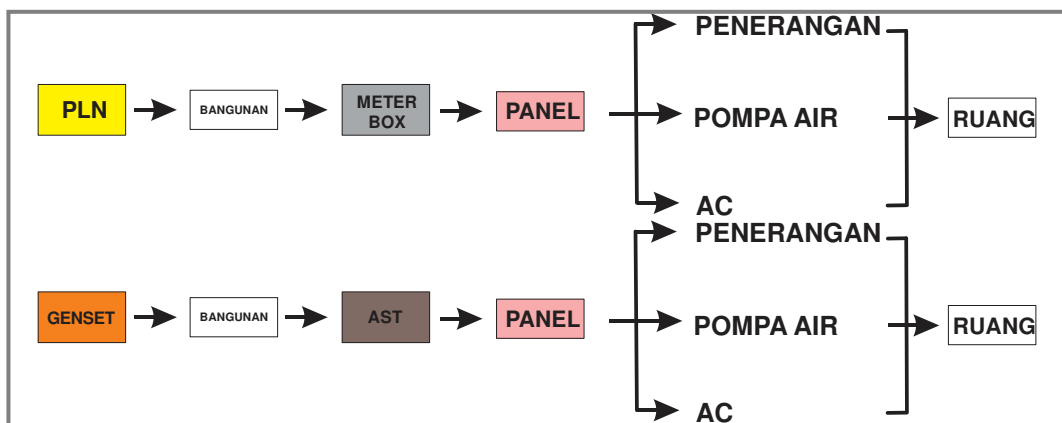 PENERANGAN
PLN
BANGUNAN
METER
BOX
PANEL
POMPA AIR
RUANG
AC
PENERANGAN
GENSET
BANGUNAN
AST
PANEL
POMPA AIR
RUANG
AC